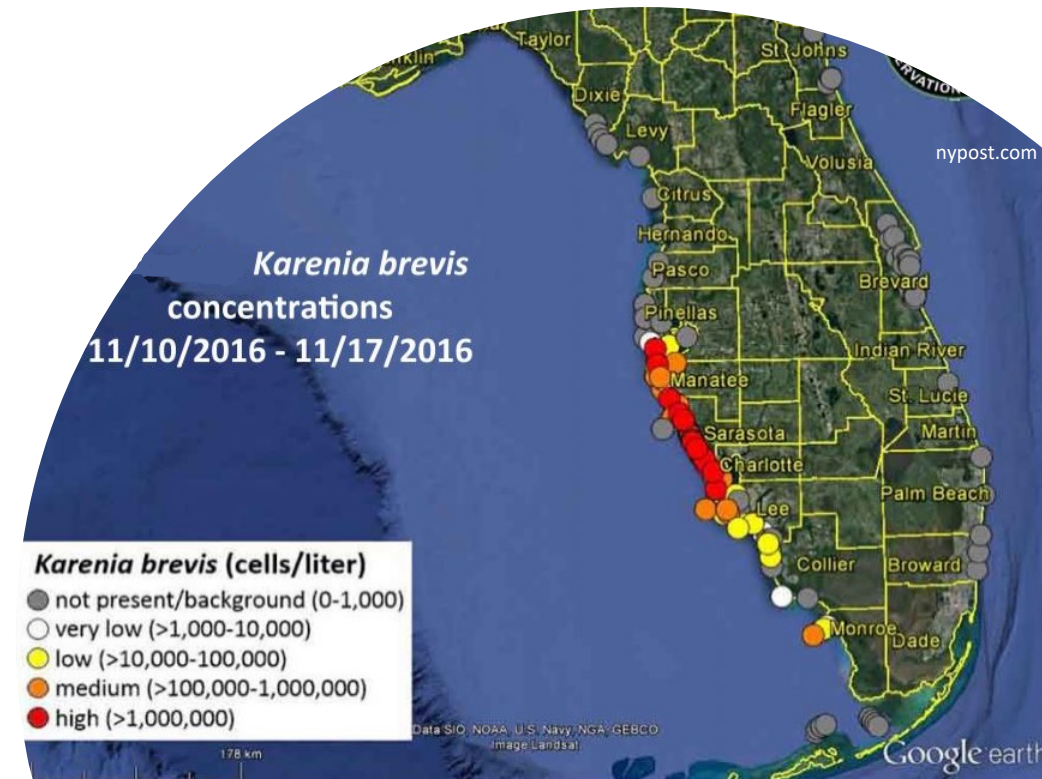 Taylor
St Johns
Dixie
Flagler
RVATION
Levy
Volusia
nypost.com
Citrus
Hernando
Karenia brevis
Pasco
Brevard
concentrations
Pinellas
11/10/2016 - 11/17/2016
Indian River
Manatee
St. Lucie
Sarasota
Martin
Charlotte
Palm Beach
Lee
Karenia brevis (cells/liter)
Collier
Broward
not present/background (0-1,000)
very low (>1,000-10,000)
Monroe
Dade
low (>10,000-100,000)
medium (>100,000-1,000,000)
high (>1,000,000)
Data SIO, NOAA, U.S. Navy, NGA, GEBCO
Image Landsat
178 km
Google earth